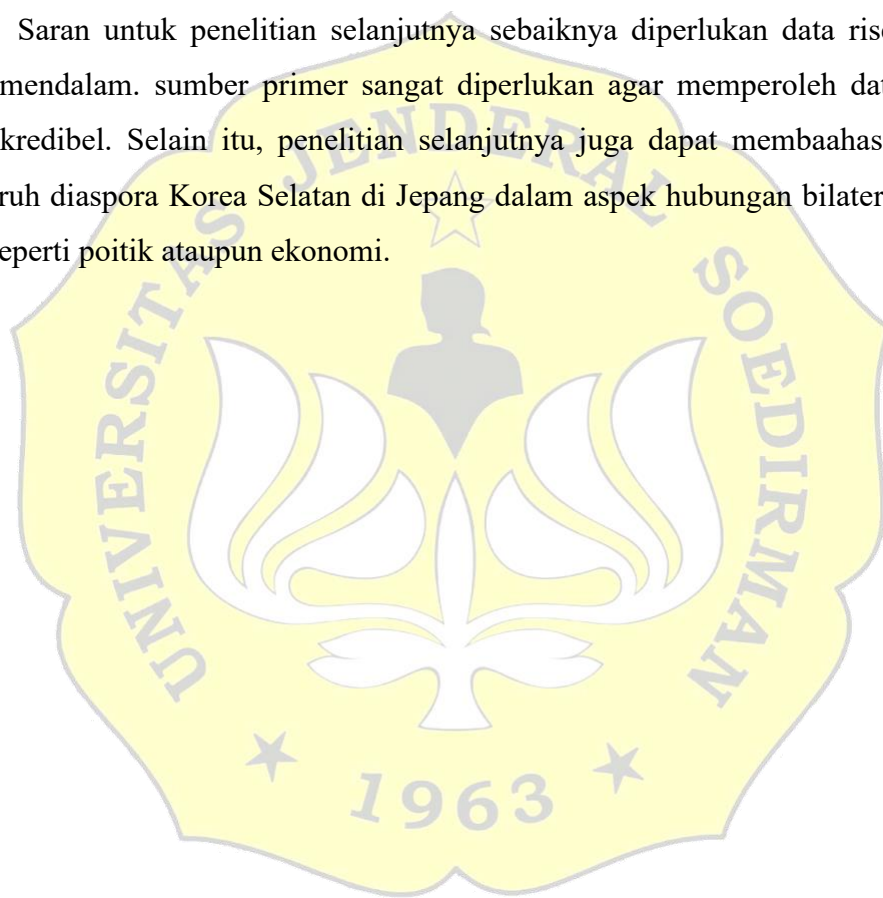 Saran untuk penelitian selanjutnya sebaiknya diperlukan data rise
mendalam. sumber primer sangat diperlukan agar memperoleh dat
kredibel. Selain itu, penelitian selanjutnya juga dapat membaahas
ruh diaspora Korea Selatan di Jepang dalam aspek hubungan bilater
eperti poitik ataupun ekonomi.
UNIVERSITAS JENDERAL SOEDIRMAN
1963